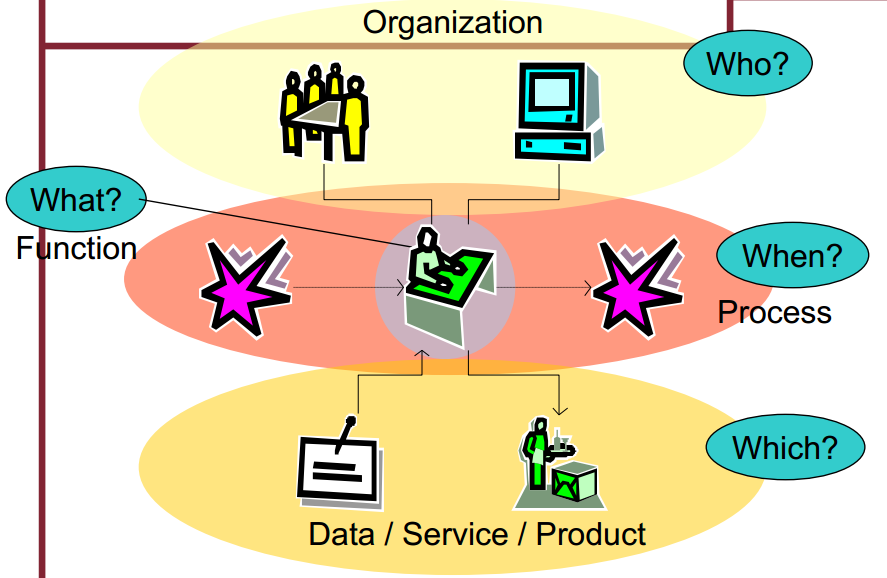 Organization
Who?
What?
Function
When?
Process
Which?
Data / Service / Product